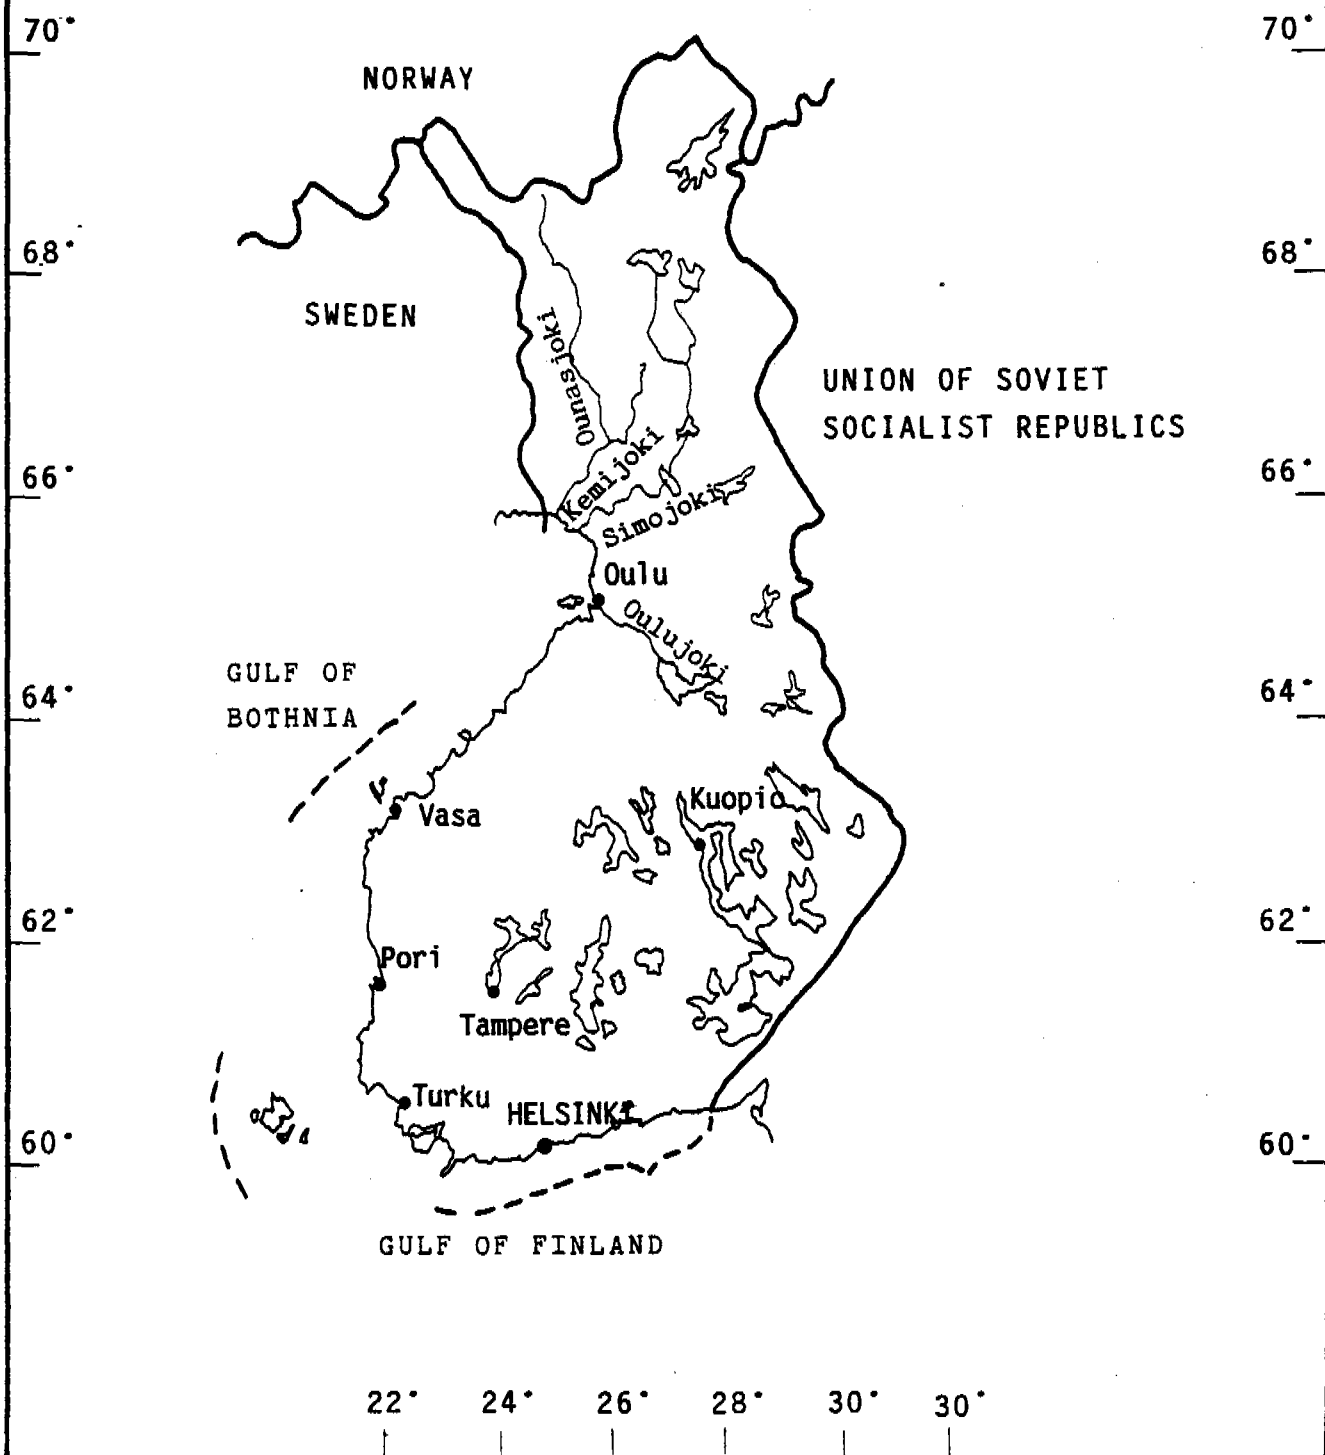 70° 70°
NORWAY
68° 68°
SWEDEN
Ounasjoki
UNION OF SOVIET
SOCIALIST REPUBLICS
Kemijoki
66° 66°
Simojoki
Oulu
Oulujoki
GULF OF
BOTHNIA
64° 64°
Kuopio
Vasa
62° 62°
Pori
Tampere
Turku
HELSINKI
60° 60°
GULF OF FINLAND
22° 24° 26° 28° 30° 30°